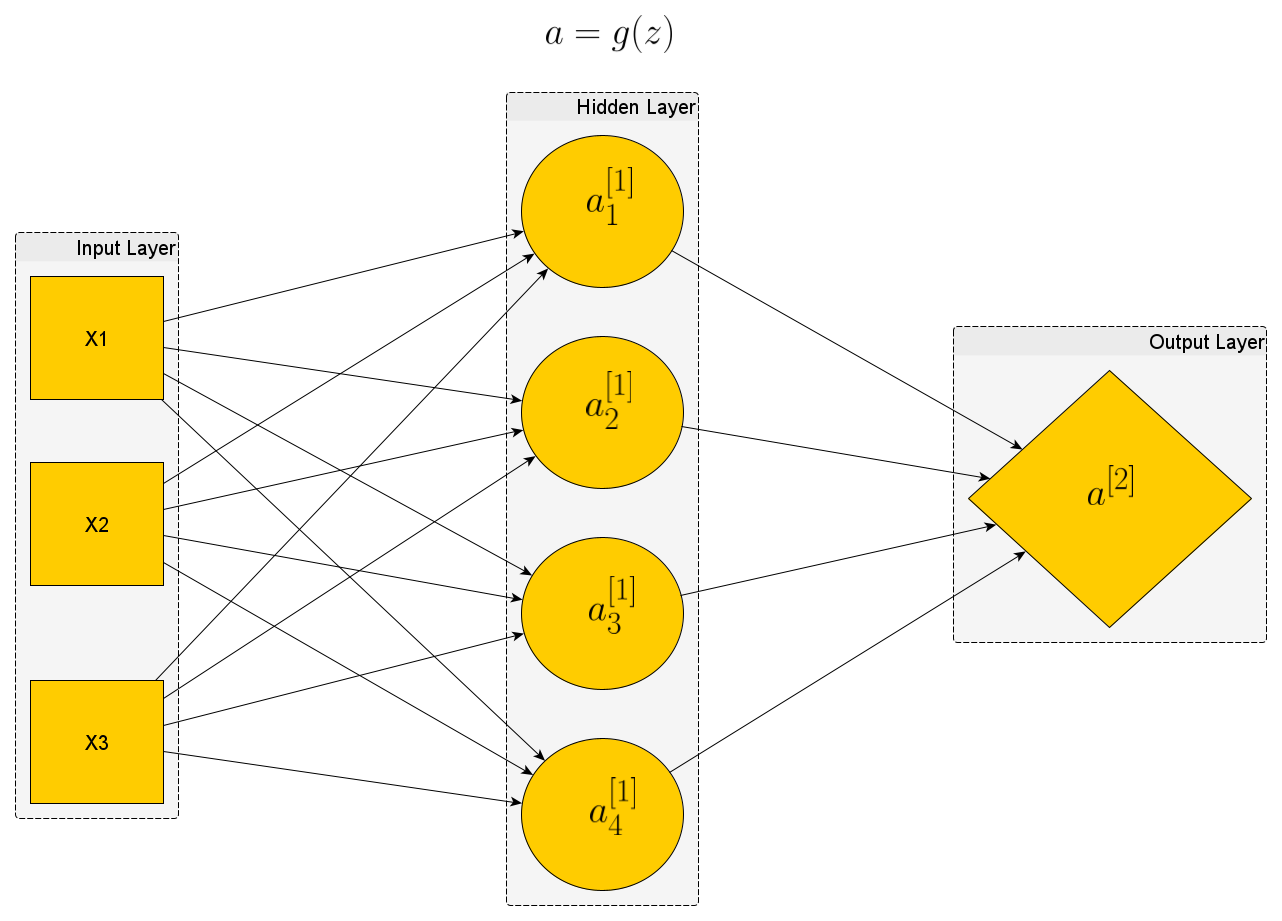 a = g(z)
Hidden Layer
a_1^{[1]}
Input Layer
X1
a_2^{[1]}
Output Layer
X2
a^{[2]}
a_3^{[1]}
X3
a_4^{[1]}